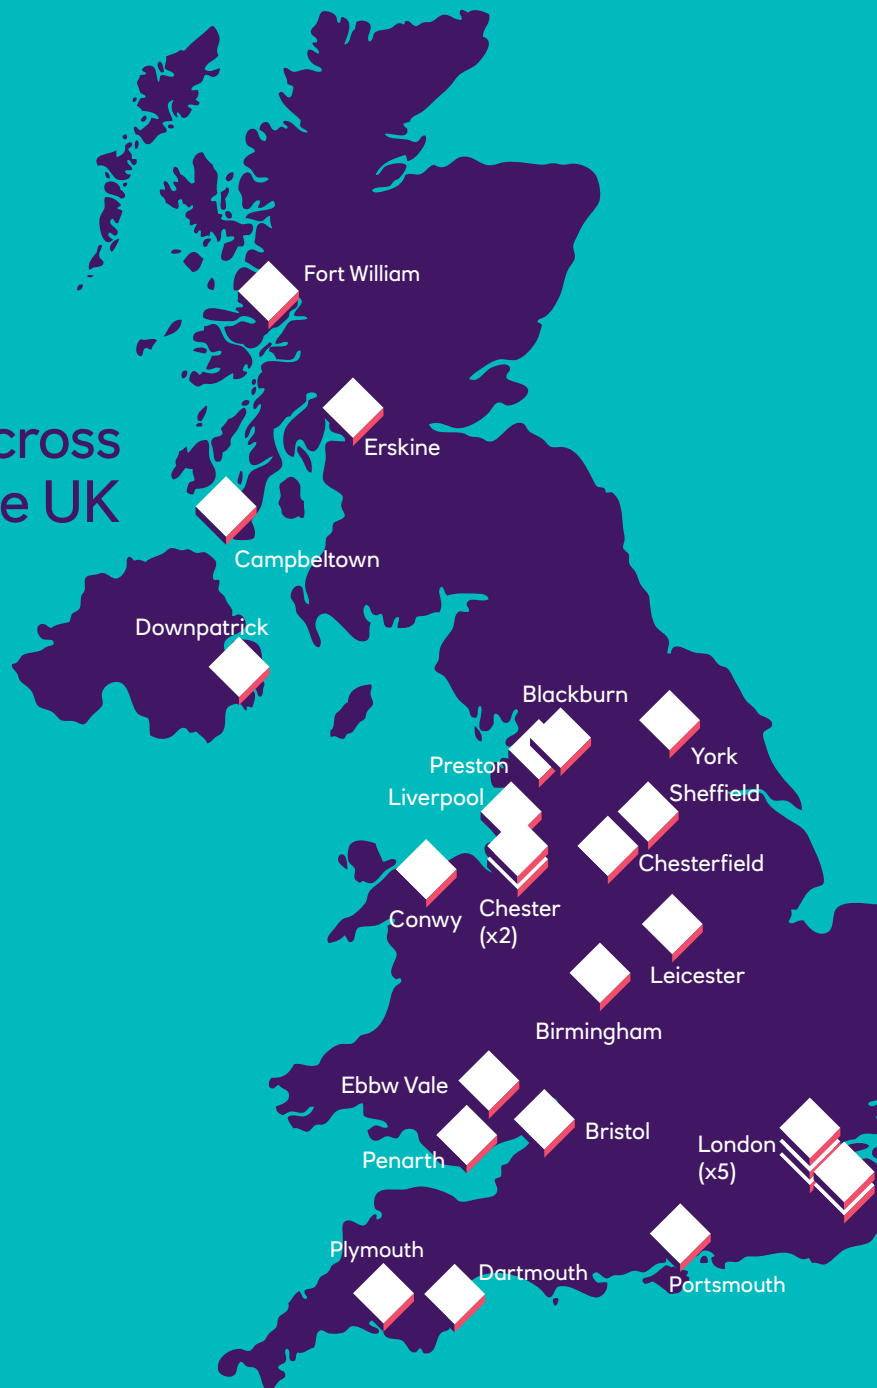 Fort William
cross
e UK
Erskine
Campbeltown
Downpatrick
Blackburn
York
Preston
Liverpool
Sheffield
Chesterfield
Conwy
Chester
(x2)
Leicester
Birmingham
Ebbw Vale
Bristol
London
(x5)
Penarth
Plymouth
Dartmouth
Portsmouth